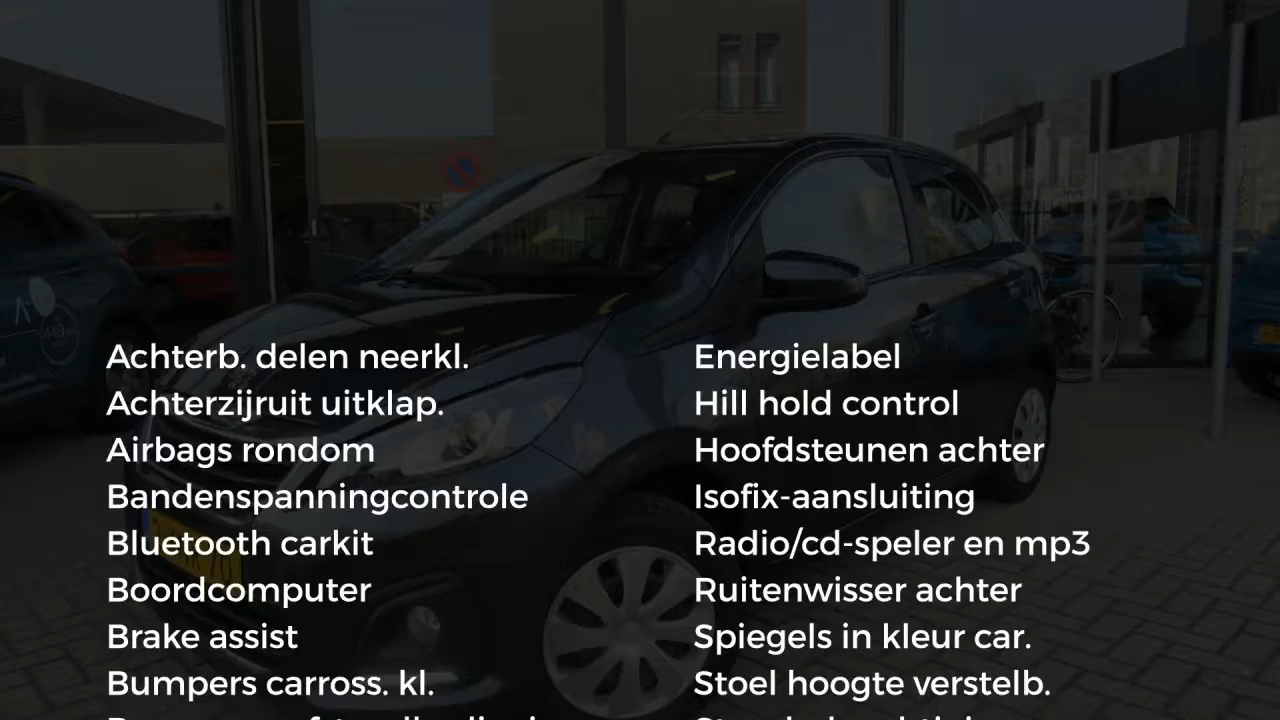 Achterb. delen neerkl.
Achterzijruit uitklap.
Airbags rondom
Bandenspanningcontrole
Bluetooth carkit
Boordcomputer
Brake assist
Bumpers carross. kl.
Energielabel
Hill hold control
Hoofdsteunen achter
Isofix-aansluiting
Radio/cd-speler en mp3
Ruitenwisser achter
Spiegels in kleur car.
Stoel hoogte verstelb.